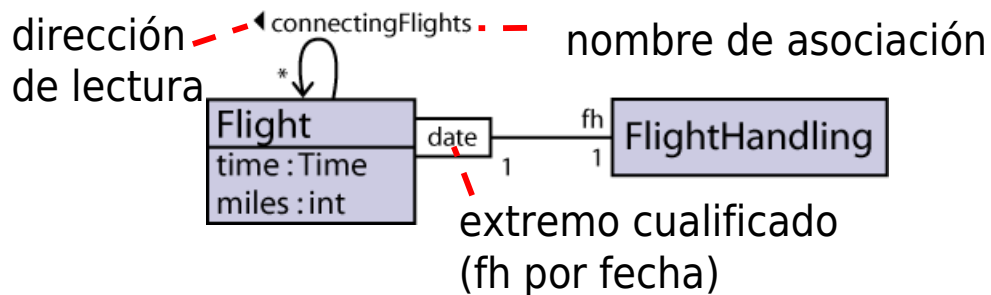 dirección
de lectura
connectingFlights
nombre de asociación
*
Flight
time : Time
miles : int
date
1
fh
1
FlightHandling
extremo cualificado
(fh por fecha)